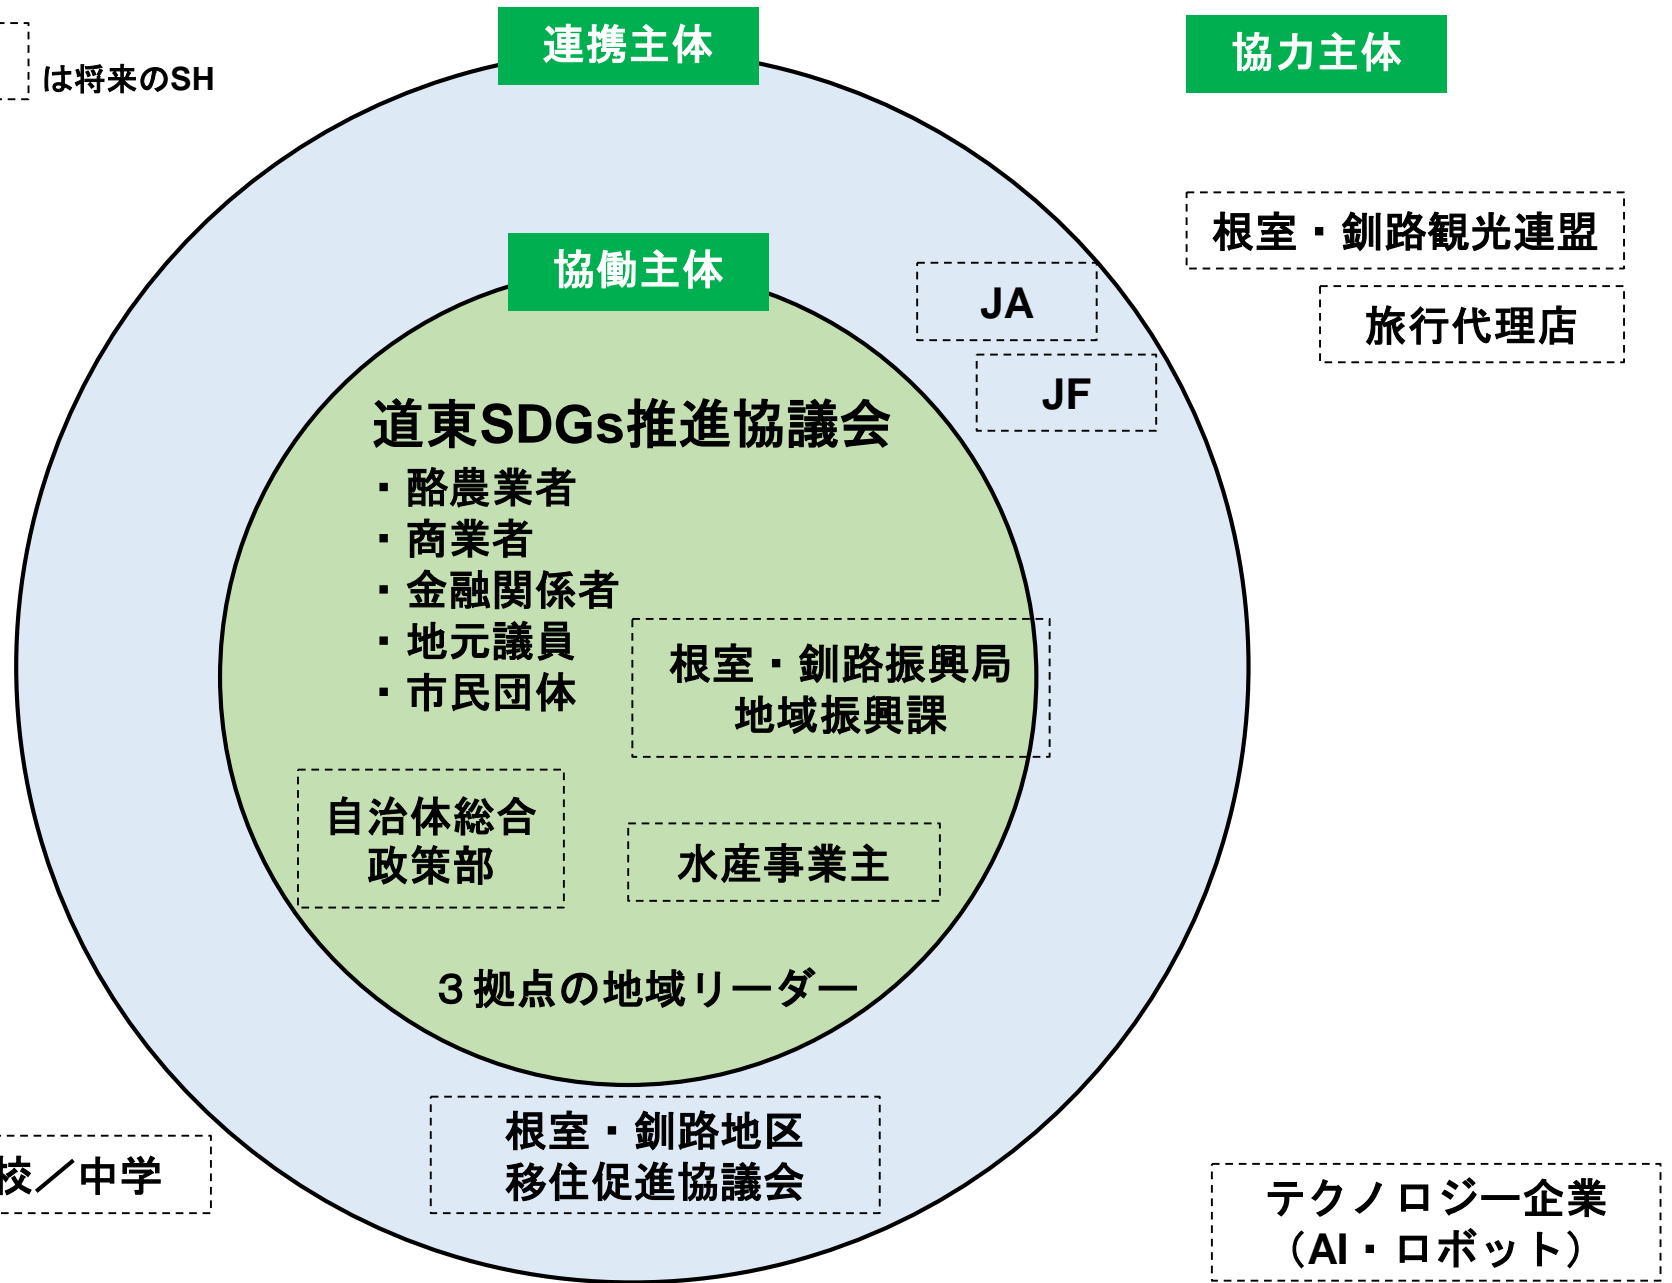 連携主体
協力主体
は将来のSH
根室・釧路観光連盟
協働主体
JA
旅行代理店
JF
道東SDGs推進協議会
・酪農業者
・商業者
・金融関係者
・地元議員
・市民団体
根室・釧路振興局
地域振興課
自治体総合
政策部
水産事業主
３拠点の地域リーダー
根室・釧路地区
移住促進協議会
校／中学
テクノロジー企業
（AI・ロボット）